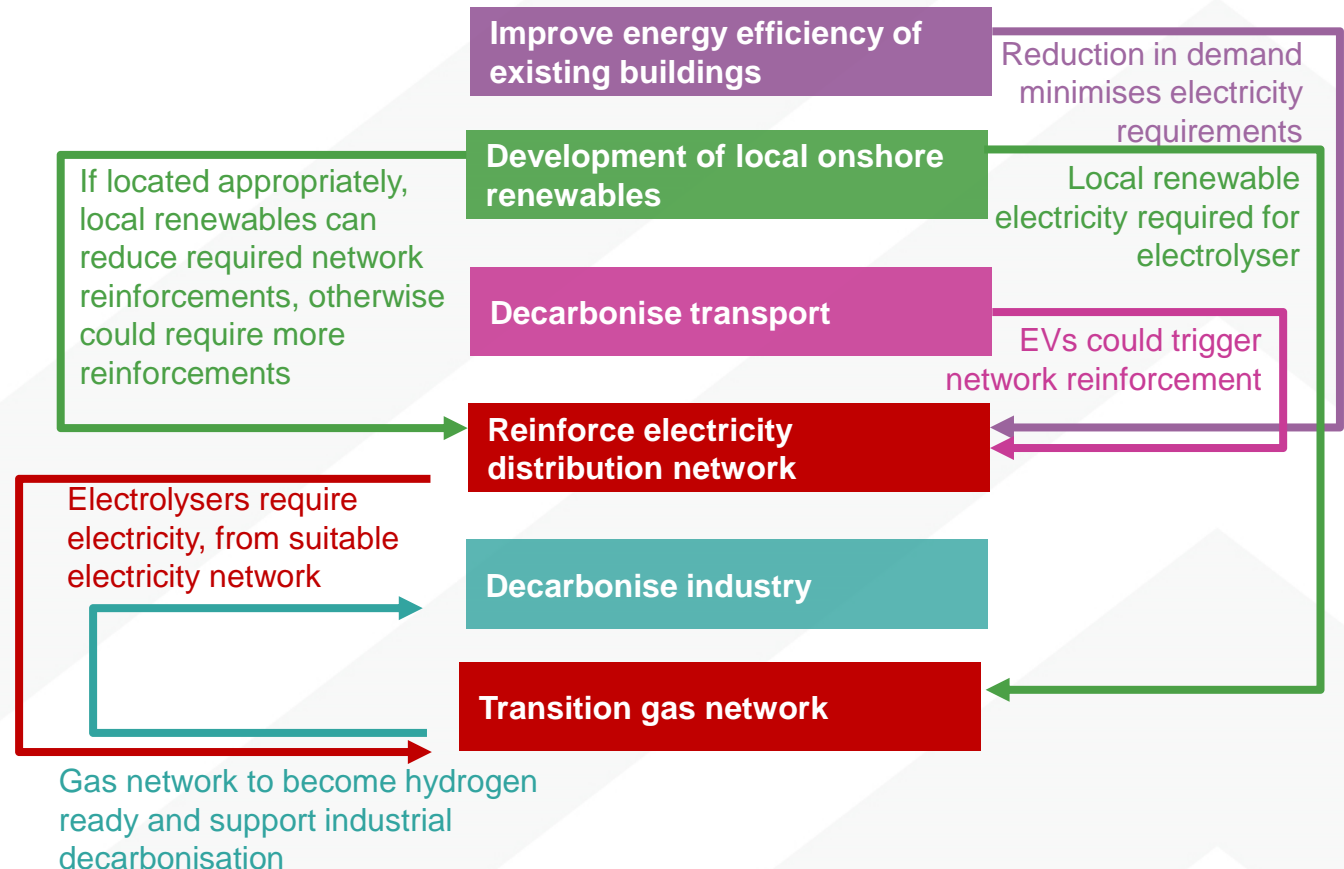 Improve energy efficiency of
existing buildings
Reduction in demand
minimises electricity
requirements
Development of local onshore
renewables
If located appropriately,
local renewables can
reduce required network
reinforcements, otherwise
could require more
reinforcements
Local renewable
electricity required for
electrolyser
Decarbonise transport
EVs could trigger
network reinforcement
Reinforce electricity
distribution network
Electrolysers require
electricity, from suitable
electricity network
Decarbonise industry
Transition gas network
Gas network to become hydrogen
ready and support industrial
decarbonisation